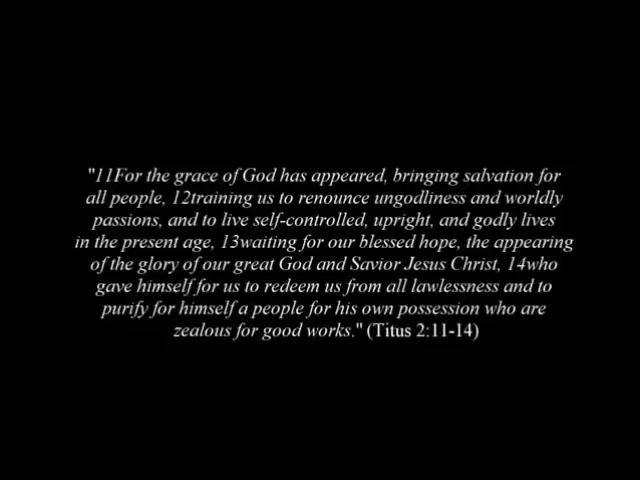 "11For the grace of God has appeared, bringing salvation for
all people, 12training us to renounce ungodliness and worldly
passions, and to live self-controlled, upright, and godly lives
in the present age, 13waiting for our blessed hope, the appearing
of the glory of our great God and Savior Jesus Christ, 14who
gave himself for us to redeem us from all lawlessness and to
purify for himself a people for his own possession who are
zealous for good works." (Titus 2:11-14)